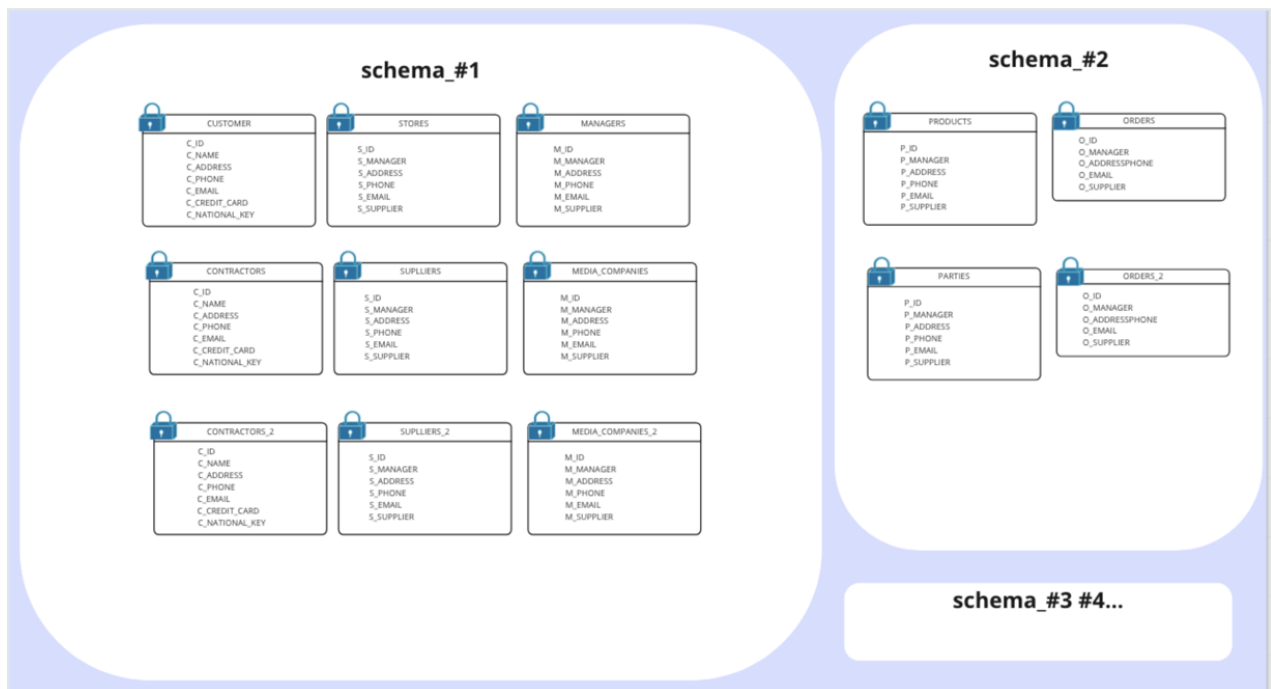 schema_#1
CUSTOMER
C_ID
C_NAME
C_ADDRESS
C_PHONE
C_EMAIL
C_CREDIT_CARD
C_NATIONAL_KEY
STORES
S_ID
S_MANAGER
S_ADDRESS
S_PHONE
S_EMAIL
S_SUPPLIER
MANAGERS
M_ID
M_MANAGER
M_ADDRESS
M_PHONE
M_EMAIL
M_SUPPLIER
CONTRACTORS
C_ID
C_NAME
C_ADDRESS
C_PHONE
C_EMAIL
C_CREDIT_CARD
C_NATIONAL_KEY
SUPLLIERS
S_ID
S_MANAGER
S_ADDRESS
S_PHONE
S_EMAIL
S_SUPPLIER
MEDIA_COMPANIES
M_ID
M_MANAGER
M_ADDRESS
M_PHONE
M_EMAIL
M_SUPPLIER
CONTRACTORS_2
C_ID
C_NAME
C_ADDRESS
C_PHONE
C_EMAIL
C_CREDIT_CARD
C_NATIONAL_KEY
SUPLLIERS_2
S_ID
S_MANAGER
S_ADDRESS
S_PHONE
S_EMAIL
S_SUPPLIER
MEDIA_COMPANIES_2
M_ID
M_MANAGER
M_ADDRESS
M_PHONE
M_EMAIL
M_SUPPLIER
schema_#2
PRODUCTS
P_ID
P_MANAGER
P_ADDRESS
P_PHONE
P_EMAIL
P_SUPPLIER
ORDERS
O_ID
O_MANAGER
O_ADDRESSPHONE
O_EMAIL
O_SUPPLIER
PARTIES
P_ID
P_MANAGER
P_ADDRESS
P_PHONE
P_EMAIL
P_SUPPLIER
ORDERS_2
O_ID
O_MANAGER
O_ADDRESSPHONE
O_EMAIL
O_SUPPLIER
schema_#3 #4...